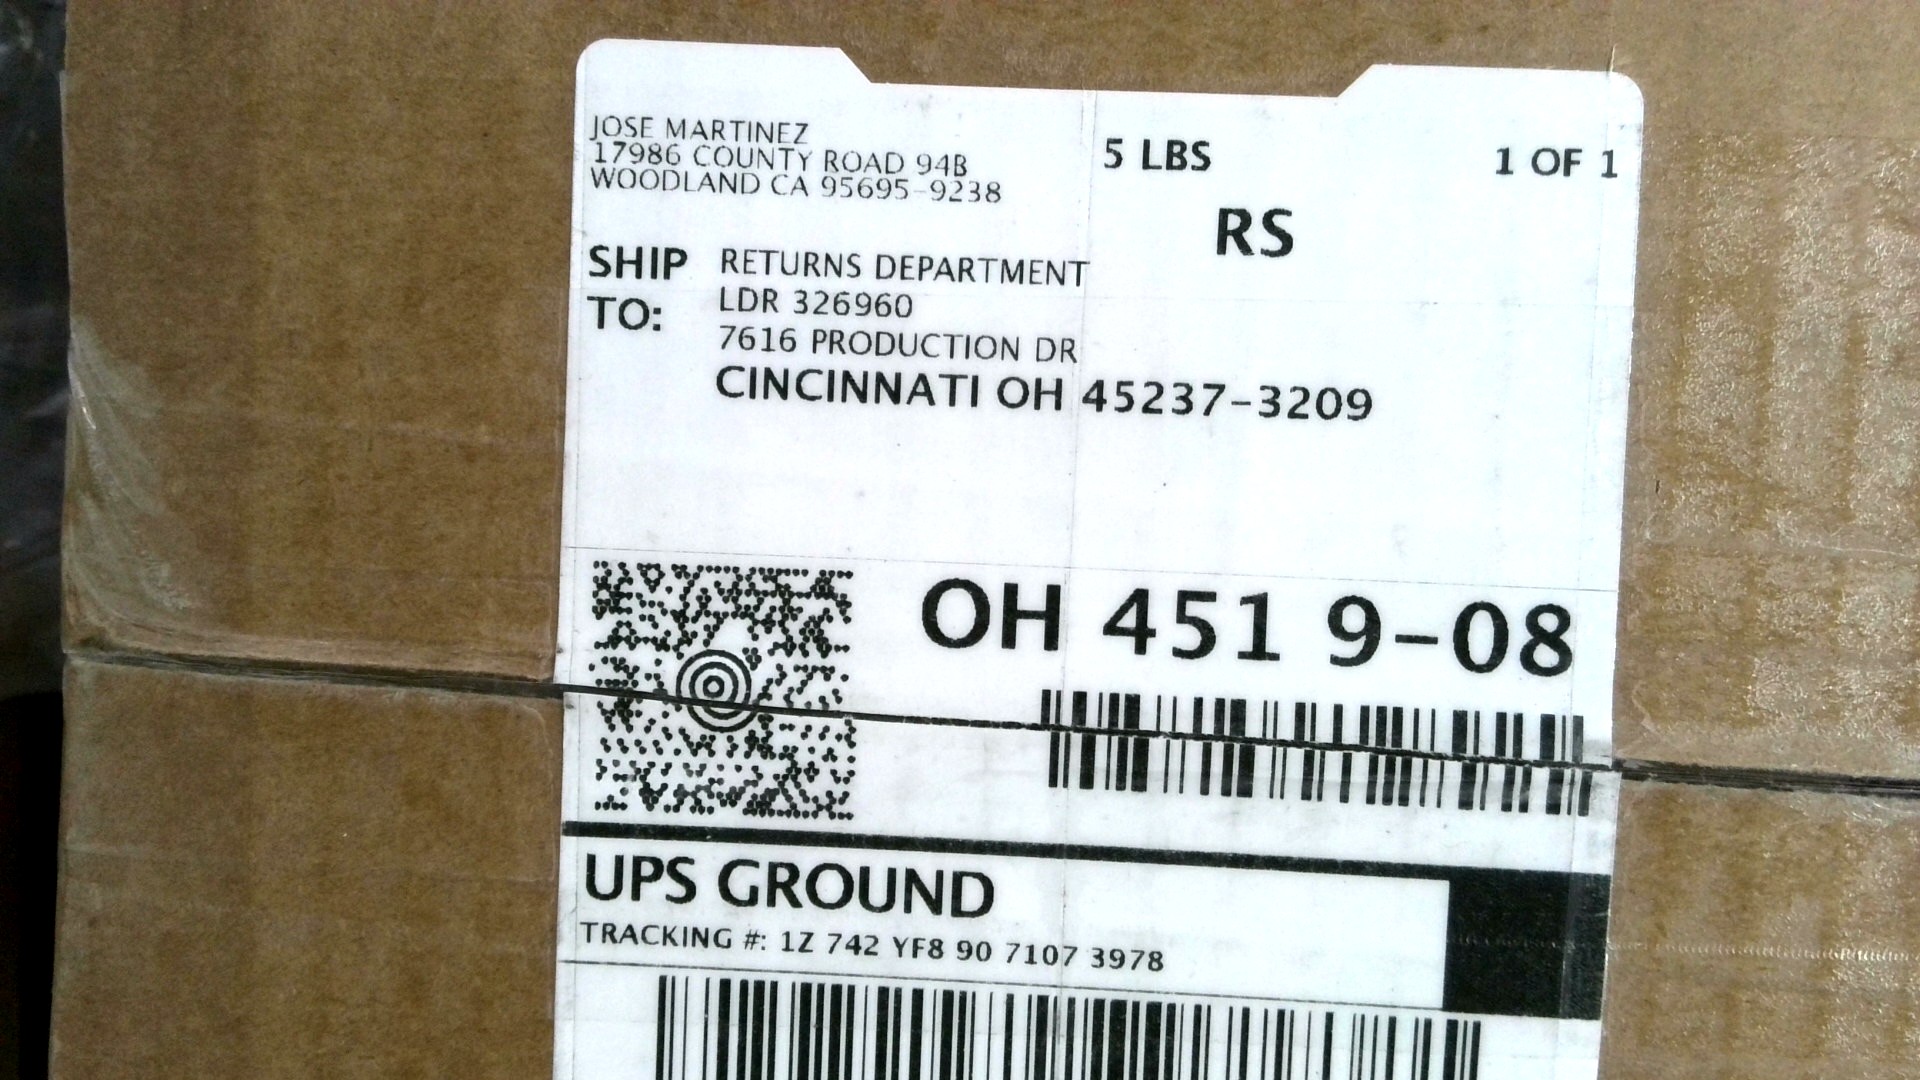 JOSE MARTINEZ
17986 COUNTY ROAD 94B
WOODLAND CA 95695-9238
5 LBS
1 OF 1
RS
SHIP TO:
RETURNS DEPARTMENT
LDR 326960
7616 PRODUCTION DR
CINCINNATI OH 45237-3209
OH 451 9-08
UPS GROUND
TRACKING #: 1Z 742 YF8 90 7107 3978